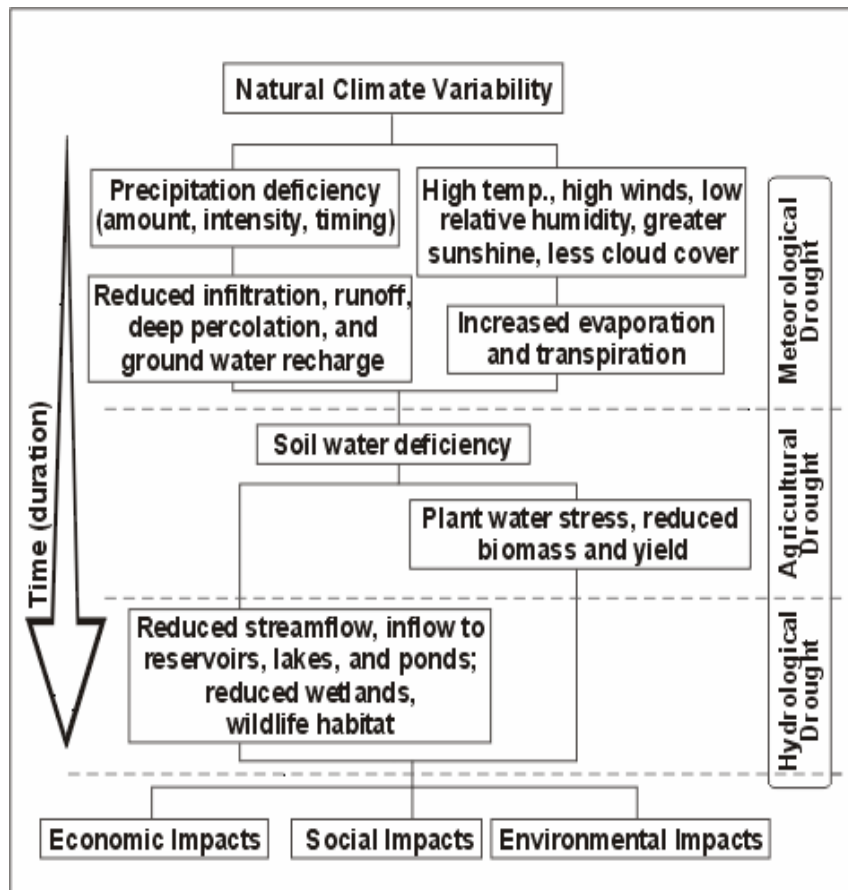 Natural Climate Variability
Precipitation deficiency
(amount, intensity, timing)
High temp., high winds, low
relative humidity, greater
sunshine, less cloud cover
Reduced infiltration, runoff,
deep percolation, and
ground water recharge
Increased evaporation
and transpiration
Meteorological
Drought
Soil water deficiency
Plant water stress, reduced
biomass and yield
Agricultural
Drought
Time (duration)
Reduced streamflow, inflow to
reservoirs, lakes, and ponds;
reduced wetlands,
wildlife habitat
Hydrological
Drought
Economic Impacts
Social Impacts
Environmental Impacts